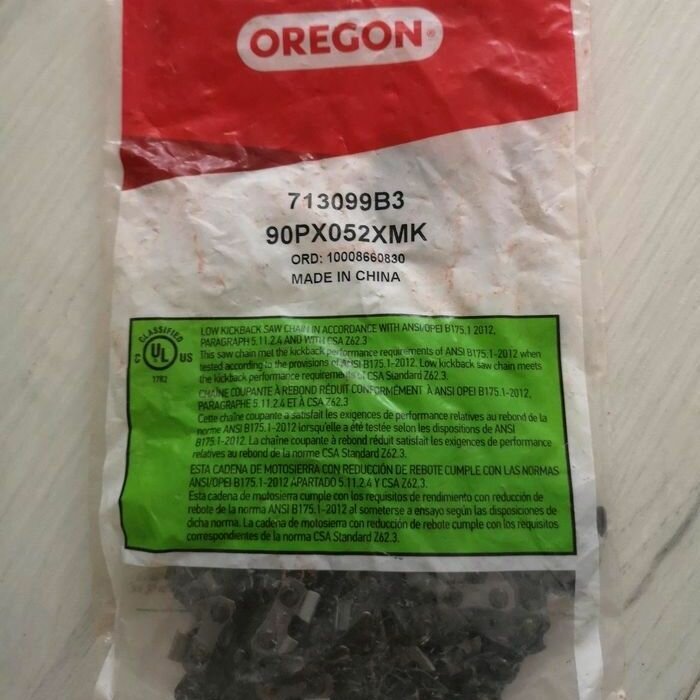 OREGON®
713099B3
90PX052XMK
ORD: 10008660830
MADE IN CHINA
CLASSIFIED
C UL US
17R2
LOW KICKBACK SAW CHAIN IN ACCORDANCE WITH ANSI/OPEI B175.1 2012,
PARAGRAPH 5.11.2.4 AND WITH CSA Z62.3
This saw chain met the kickback performance requirements of ANSI B175.1-2012 when
tested according to the provisions of ANSI B175.1-2012. Low kickback saw chain meets
the kickback performance requirements of CSA Standard Z62.3.
CHAÎNE COUPANTE À REBOND RÉDUIT CONFORMÉMENT À ANSI OPEI B175.1-2012,
PARAGRAPHE 5.11.2.4 ET À CSA Z62.3
Cette chaîne coupante a satisfait les exigences de performance relatives au rebond de la
norme ANSI B175.1-2012 lorsqu'elle a été testée selon les dispositions de ANSI
B175.1-2012. La chaîne coupante à rebond réduit satisfait les exigences de performance
relatives au rebond de la norme CSA Standard Z62.3.
ESTA CADENA DE MOTOSIERRA CON REDUCCIÓN DE REBOTE CUMPLE CON LAS NORMAS
ANSI/OPEI B175.1-2012 APARTADO 5.11.2.4 Y CSA Z62.3.
Esta cadena de motosierra cumple con los requisitos de rendimiento con reducción de
rebote de la norma ANSI B175.1-2012 al someterse a ensayo según las disposiciones de
dicha norma. La cadena de motosierra con reducción de rebote cumple con los requisitos
correspondientes de la norma CSA Standard Z62.3.